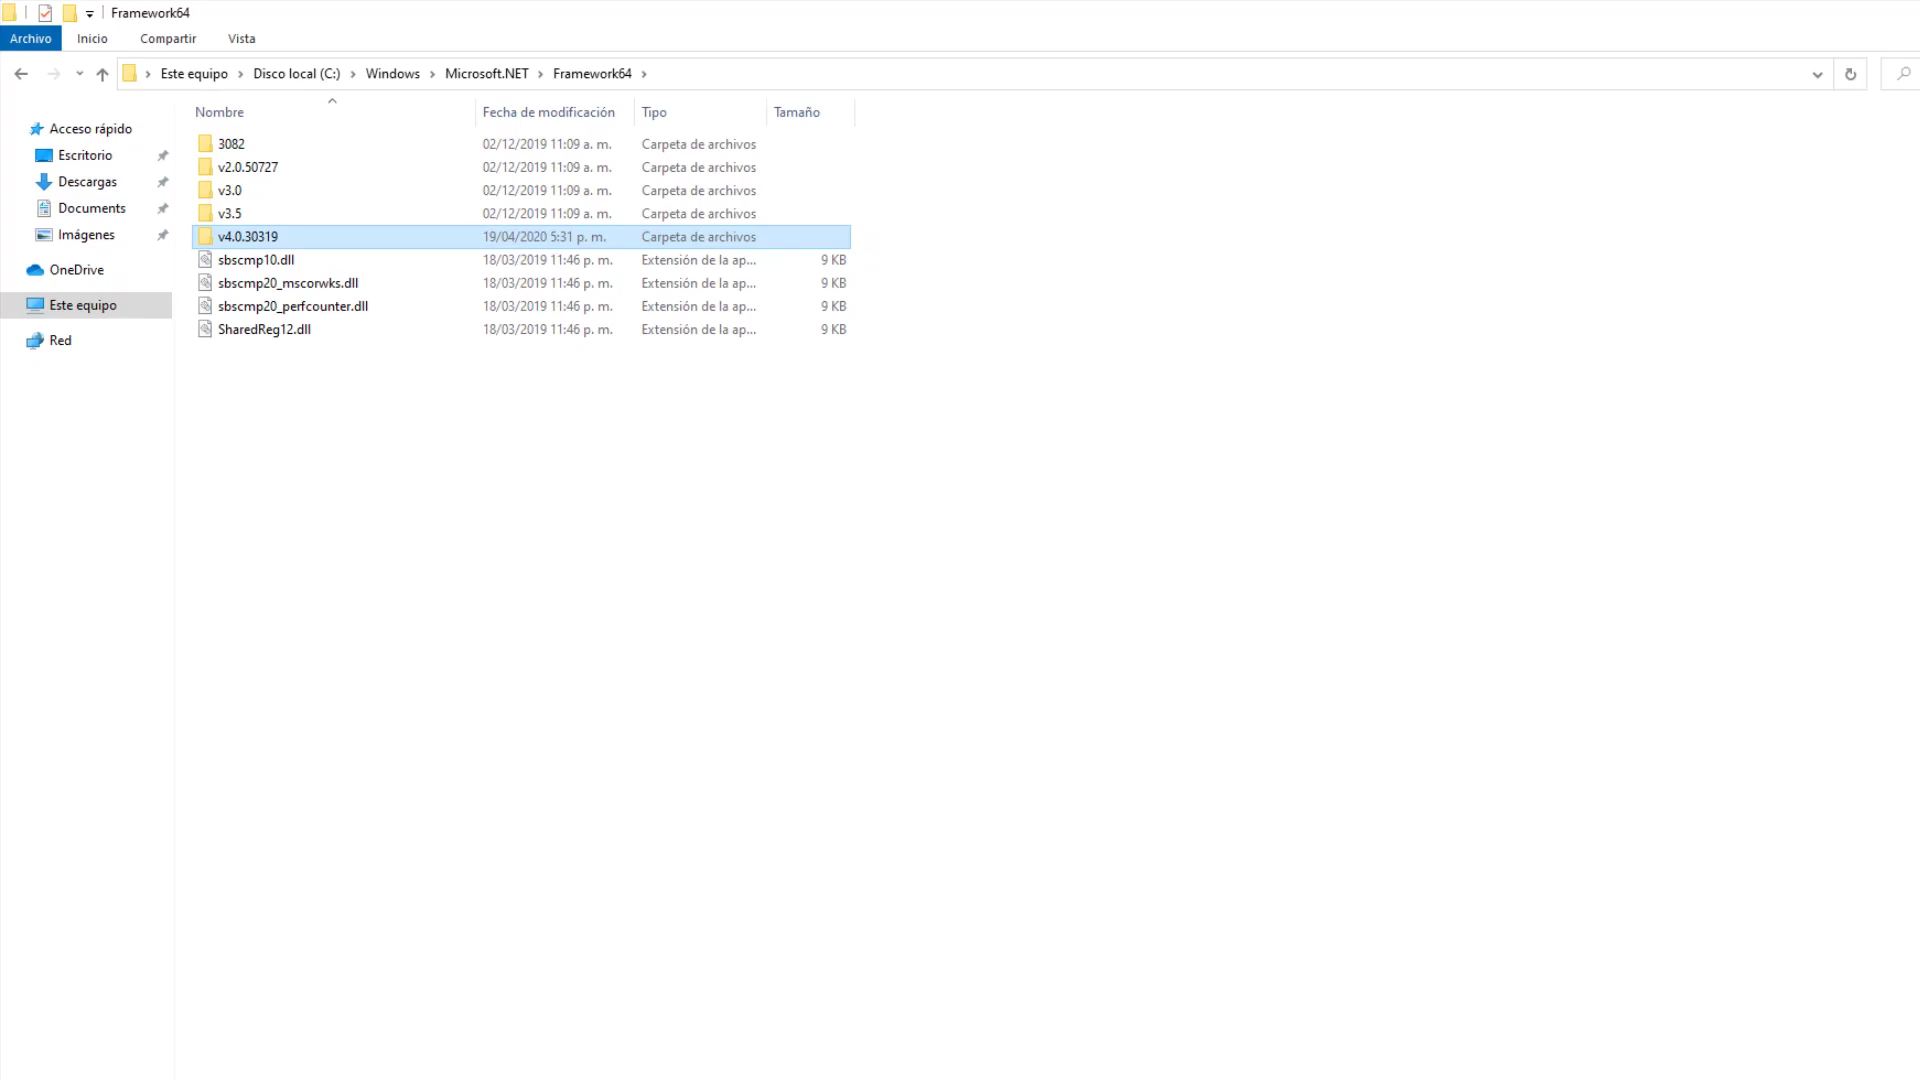 Framework64
Archivo Inicio Compartir Vista
Este equipo Disco local (C:) Windows Microsoft.NET Framework64
Nombre Fecha de modificación Tipo Tamaño
Acceso rápido
Escritorio
Descargas
Documents
Imágenes
OneDrive
Este equipo
Red
3082 02/12/2019 11:09 a. m. Carpeta de archivos
v2.0.50727 02/12/2019 11:09 a. m. Carpeta de archivos
v3.0 02/12/2019 11:09 a. m. Carpeta de archivos
v3.5 02/12/2019 11:09 a. m. Carpeta de archivos
v4.0.30319 19/04/2020 5:31 p. m. Carpeta de archivos
sbscmp10.dll 18/03/2019 11:46 p. m. Extensión de la ap... 9 KB
sbscmp20_mscorwks.dll 18/03/2019 11:46 p. m. Extensión de la ap... 9 KB
sbscmp20_perfcounter.dll 18/03/2019 11:46 p. m. Extensión de la ap... 9 KB
SharedReg12.dll 18/03/2019 11:46 p. m. Extensión de la ap... 9 KB